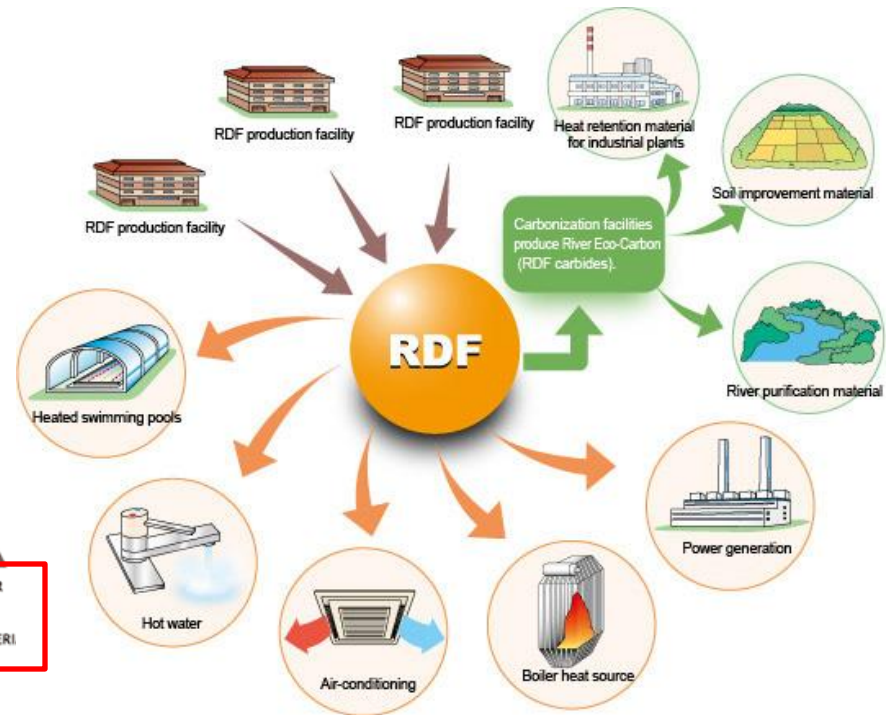 RDF production facility
RDF production facility
RDF production facility
Heat retention material
for industrial plants
Soil improvement material
Carbonization facilities
produce River Eco-Carbon
(RDF carbides).
River purification material
RDF
Heated swimming pools
Hot water
Air-conditioning
Boiler heat source
Power generation